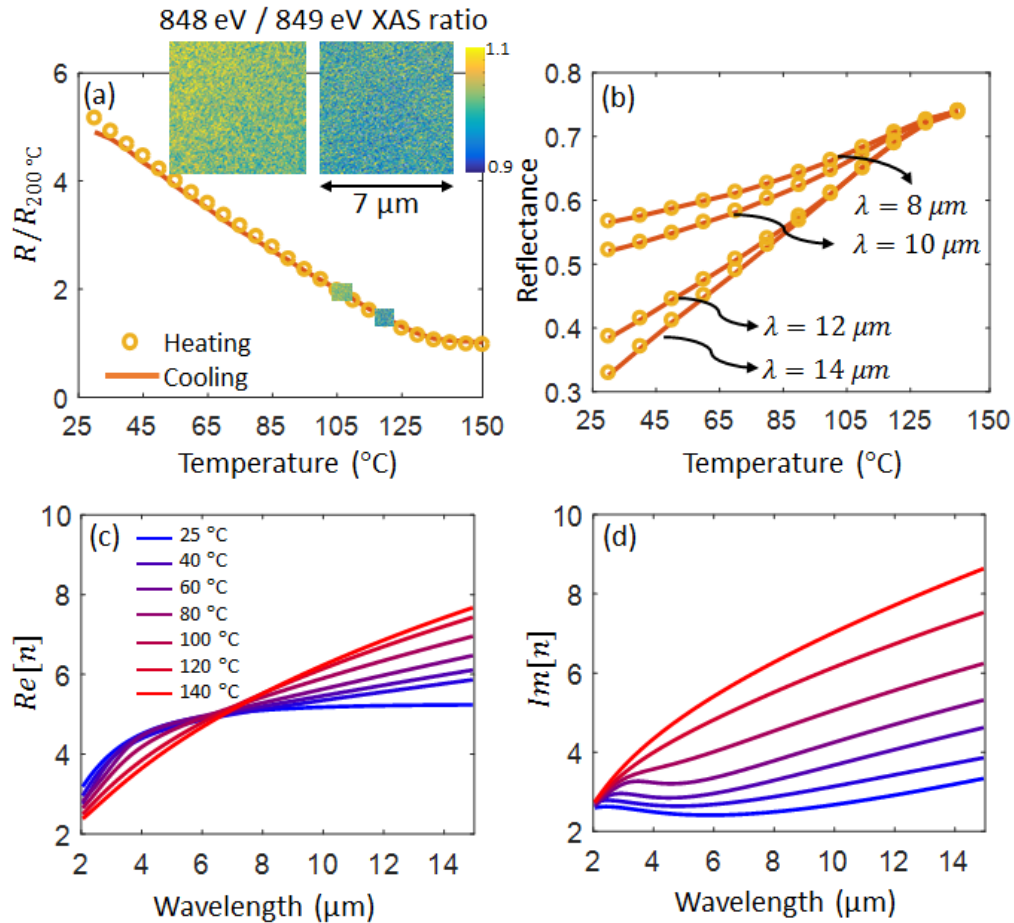 848 eV / 849 eV XAS ratio
(a)
1.1
0.9
7 μm
6
4
2
0
R/R200 °C
Heating
Cooling
25 45 65 85 105 125 150
Temperature (°C)
(b)
0.8
0.7
0.6
0.5
0.4
0.3
Reflectance
λ = 8 μm
λ = 10 μm
λ = 12 μm
λ = 14 μm
25 45 65 85 105 125 150
Temperature (°C)
(c)
10
8
6
4
2
Re[n]
25 °C
40 °C
60 °C
80 °C
100 °C
120 °C
140 °C
2 4 6 8 10 12 14
Wavelength (μm)
(d)
10
8
6
4
2
Im[n]
2 4 6 8 10 12 14
Wavelength (μm)